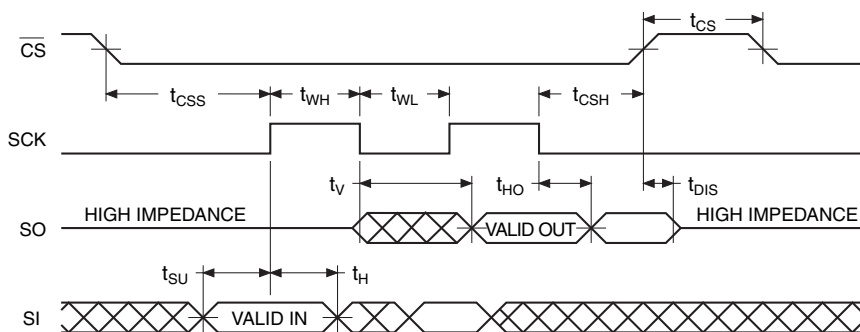 CS
tCS
tCSS
tWH
tWL
tCSH
SCK
tV
tHO
tDIS
SO
HIGH IMPEDANCE
VALID OUT
HIGH IMPEDANCE
tSU
tH
SI
VALID IN